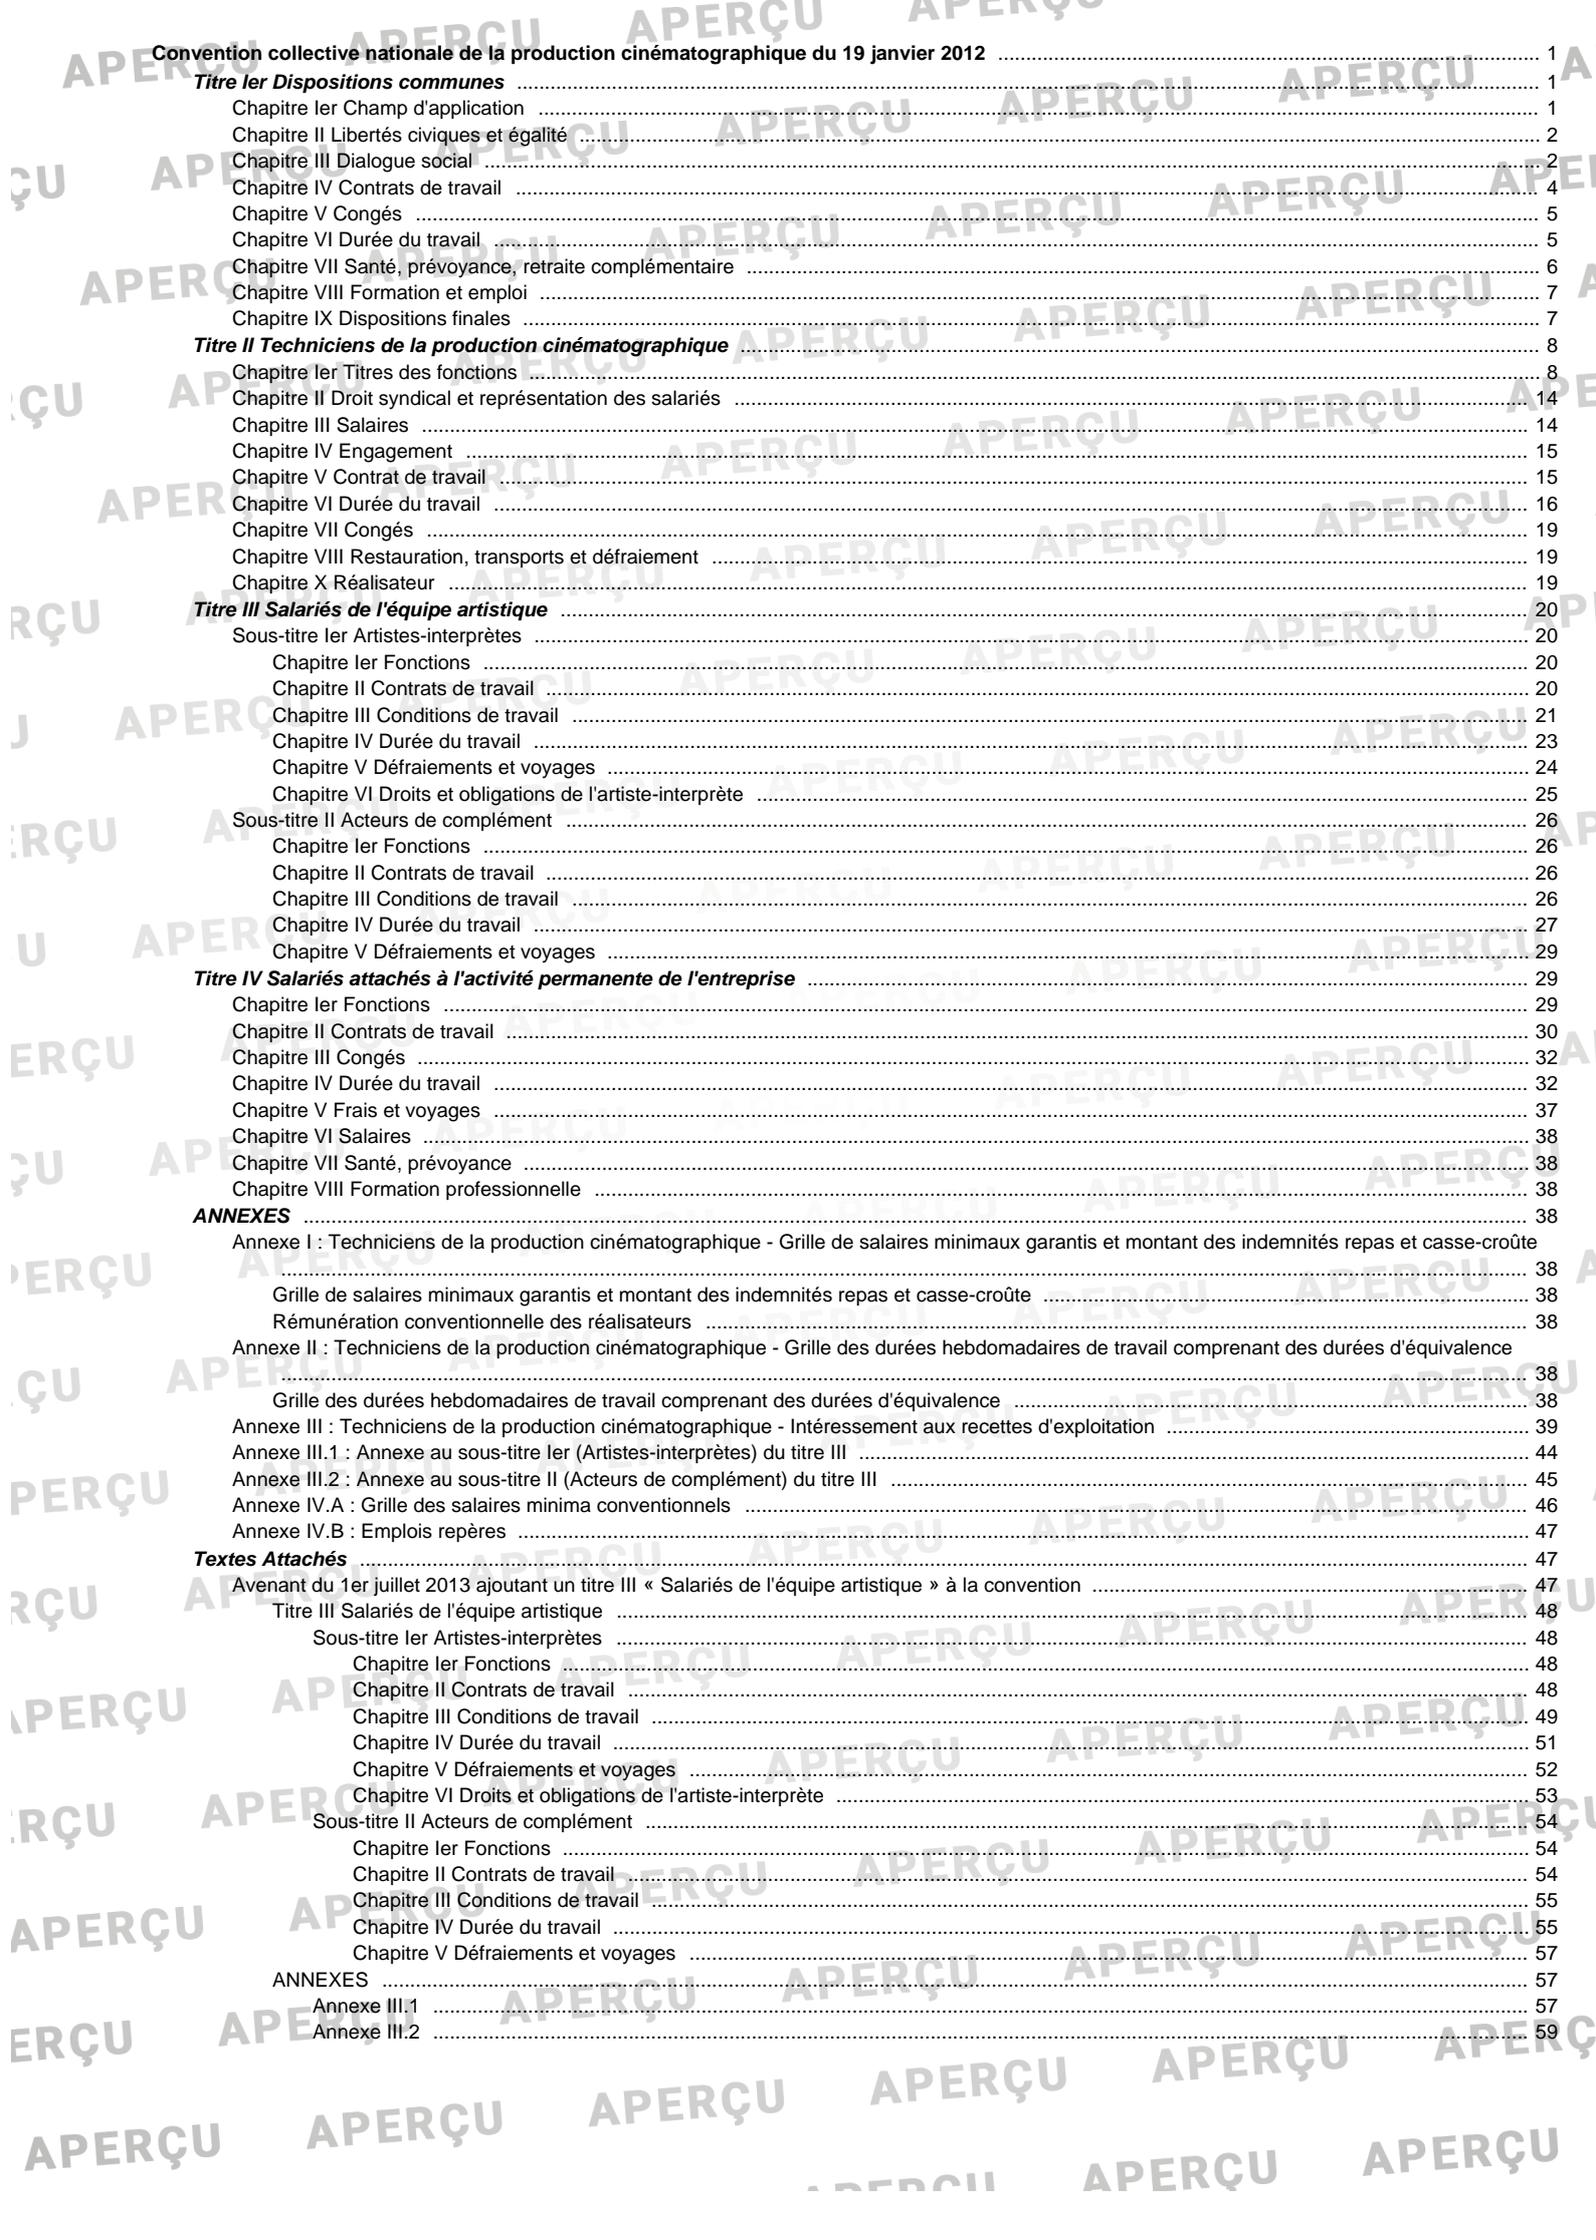 Convention collective nationale de la production cinématographique du 19 janvier 2012 1
Titre Ier Dispositions communes 1
Chapitre Ier Champ d'application 1
Chapitre II Libertés civiques et égalité 2
Chapitre III Dialogue social 2
Chapitre IV Contrats de travail 4
Chapitre V Congés 5
Chapitre VI Durée du travail 5
Chapitre VII Santé, prévoyance, retraite complémentaire 6
Chapitre VIII Formation et emploi 7
Chapitre IX Dispositions finales 7
Titre II Techniciens de la production cinématographique 8
Chapitre Ier Titres des fonctions 8
Chapitre II Droit syndical et représentation des salariés 14
Chapitre III Salaires 14
Chapitre IV Engagement 15
Chapitre V Contrat de travail 15
Chapitre VI Durée du travail 16
Chapitre VII Congés 19
Chapitre VIII Restauration, transports et défraiement 19
Chapitre X Réalisateur 19
Titre III Salariés de l'équipe artistique 20
Sous-titre Ier Artistes-interprètes 20
Chapitre Ier Fonctions 20
Chapitre II Contrats de travail 20
Chapitre III Conditions de travail 21
Chapitre IV Durée du travail 23
Chapitre V Défraiements et voyages 24
Chapitre VI Droits et obligations de l'artiste-interprète 25
Sous-titre II Acteurs de complément 26
Chapitre Ier Fonctions 26
Chapitre II Contrats de travail 26
Chapitre III Conditions de travail 26
Chapitre IV Durée du travail 27
Chapitre V Défraiements et voyages 29
Titre IV Salariés attachés à l'activité permanente de l'entreprise 29
Chapitre Ier Fonctions 29
Chapitre II Contrats de travail 30
Chapitre III Congés 32
Chapitre IV Durée du travail 32
Chapitre V Frais et voyages 37
Chapitre VI Salaires 38
Chapitre VII Santé, prévoyance 38
Chapitre VIII Formation professionnelle 38
ANNEXES 38
Annexe I : Techniciens de la production cinématographique - Grille de salaires minimaux garantis et montant des indemnités repas et casse-croûte
38
Grille de salaires minimaux garantis et montant des indemnités repas et casse-croûte 38
Rémunération conventionnelle des réalisateurs 38
Annexe II : Techniciens de la production cinématographique - Grille des durées hebdomadaires de travail comprenant des durées d'équivalence
38
Grille des durées hebdomadaires de travail comprenant des durées d'équivalence 38
Annexe III : Techniciens de la production cinématographique - Intéressement aux recettes d'exploitation 39
Annexe III.1 : Annexe au sous-titre Ier (Artistes-interprètes) du titre III 44
Annexe III.2 : Annexe au sous-titre II (Acteurs de complément) du titre III 45
Annexe IV.A : Grille des salaires minima conventionnels 46
Annexe IV.B : Emplois repères 47
Textes Attachés 47
Avenant du 1er juillet 2013 ajoutant un titre III « Salariés de l'équipe artistique » à la convention 47
Titre III Salariés de l'équipe artistique 48
Sous-titre Ier Artistes-interprètes 48
Chapitre Ier Fonctions 48
Chapitre II Contrats de travail 48
Chapitre III Conditions de travail 49
Chapitre IV Durée du travail 51
Chapitre V Défraiements et voyages 52
Chapitre VI Droits et obligations de l'artiste-interprète 53
Sous-titre II Acteurs de complément 54
Chapitre Ier Fonctions 54
Chapitre II Contrats de travail 54
Chapitre III Conditions de travail 55
Chapitre IV Durée du travail 55
Chapitre V Défraiements et voyages 57
ANNEXES 57
Annexe III.1 57
Annexe III.2 59
APERÇU